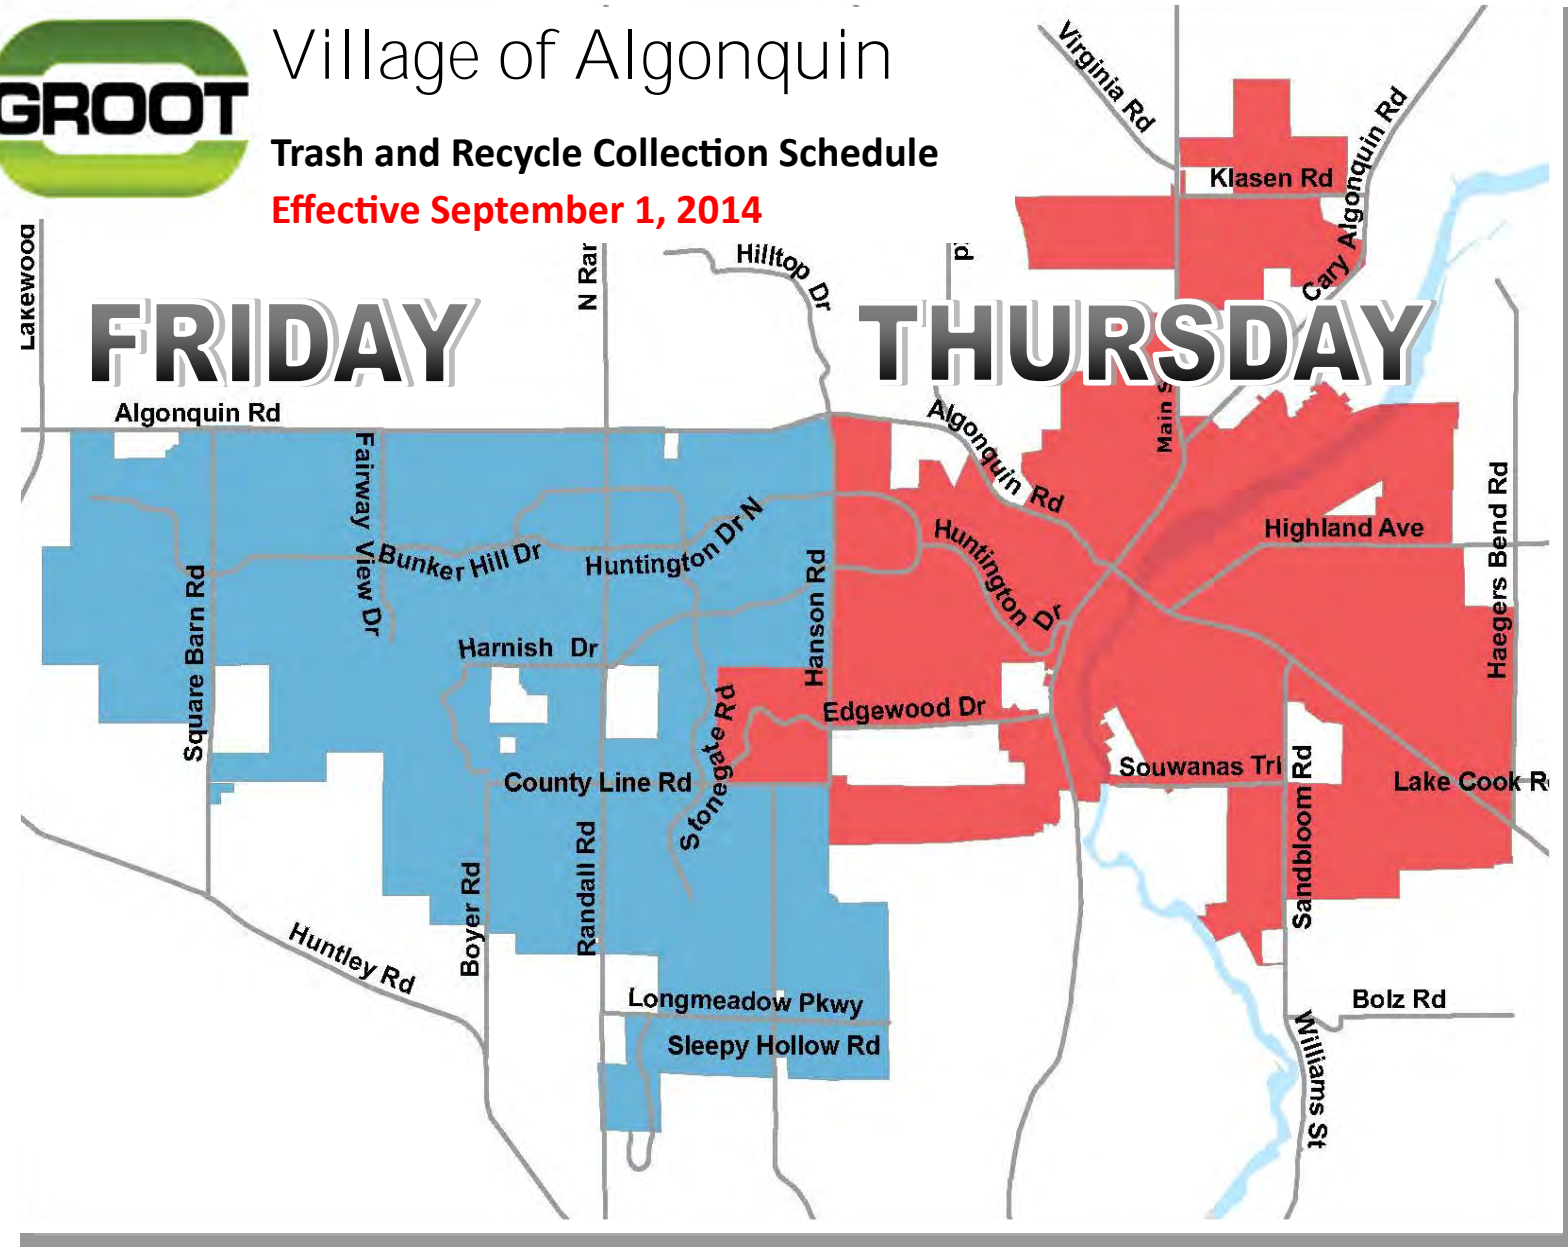 GROOT
Village of Algonquin
Trash and Recycle Collection Schedule
Effective September 1, 2014
Virginia Rd
Klasen Rd
Cary Algonquin Rd
Lakewood
N Rar
Hilltop Dr
FRIDAY
THURSDAY
Algonquin Rd
Algonquin Rd
Main S
Fairway View Dr
Bunker Hill Dr
Huntington Dr N
Huntington Dr
Highland Ave
Haegers Bend Rd
Square Barn Rd
Harnish Dr
Hanson Rd
Edgewood Dr
Stonegate Rd
County Line Rd
Souwanas Trl
Lake Cook R
Sandbloom Rd
Randall Rd
Boyer Rd
Huntley Rd
Longmeadow Pkwy
Sleepy Hollow Rd
Bolz Rd
Williams St